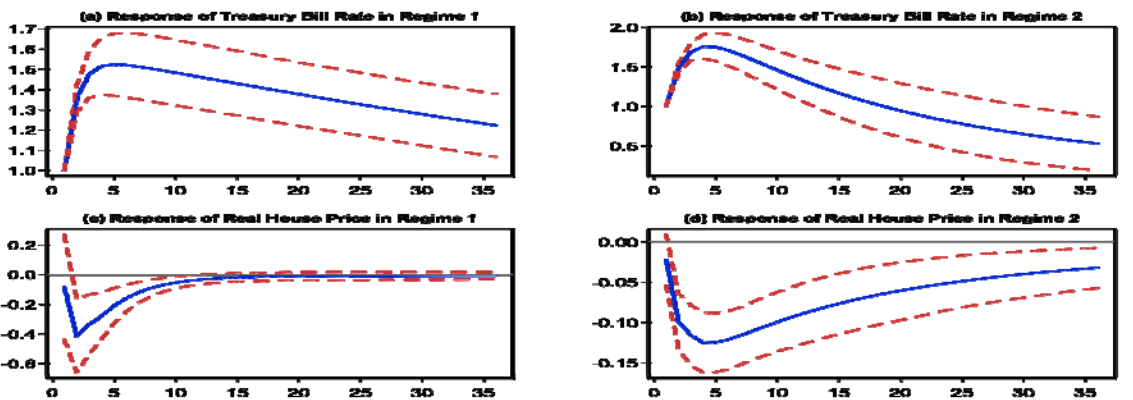 (a) Response of Treasury Bill Rate in Regime 1
1.7
1.6
1.5
1.4
1.3
1.2
1.1
1.0
0 5 10 15 20 25 30 35
(b) Response of Treasury Bill Rate in Regime 2
2.0
1.5
1.0
0.5
0 5 10 15 20 25 30 35
(c) Response of Real House Price in Regime 1
0.2
0.0
-0.2
-0.4
-0.6
0 5 10 15 20 25 30 35
(d) Response of Real House Price in Regime 2
0.00
-0.05
-0.10
-0.15
0 5 10 15 20 25 30 35